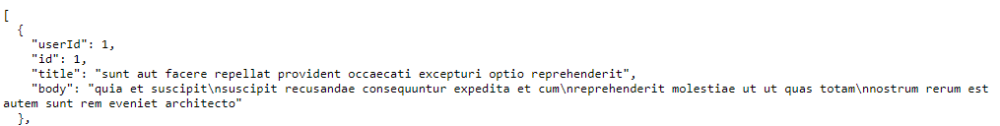 [
  {
    "userId": 1,
    "id": 1,
    "title": "sunt aut facere repellat provident occaecati excepturi optio reprehenderit",
    "body": "quia et suscipit\nsuscipit recusandae consequuntur expedita et cum\nreprehenderit molestiae ut ut quas totam\nnostrum rerum est
autem sunt rem eveniet architecto"
  },